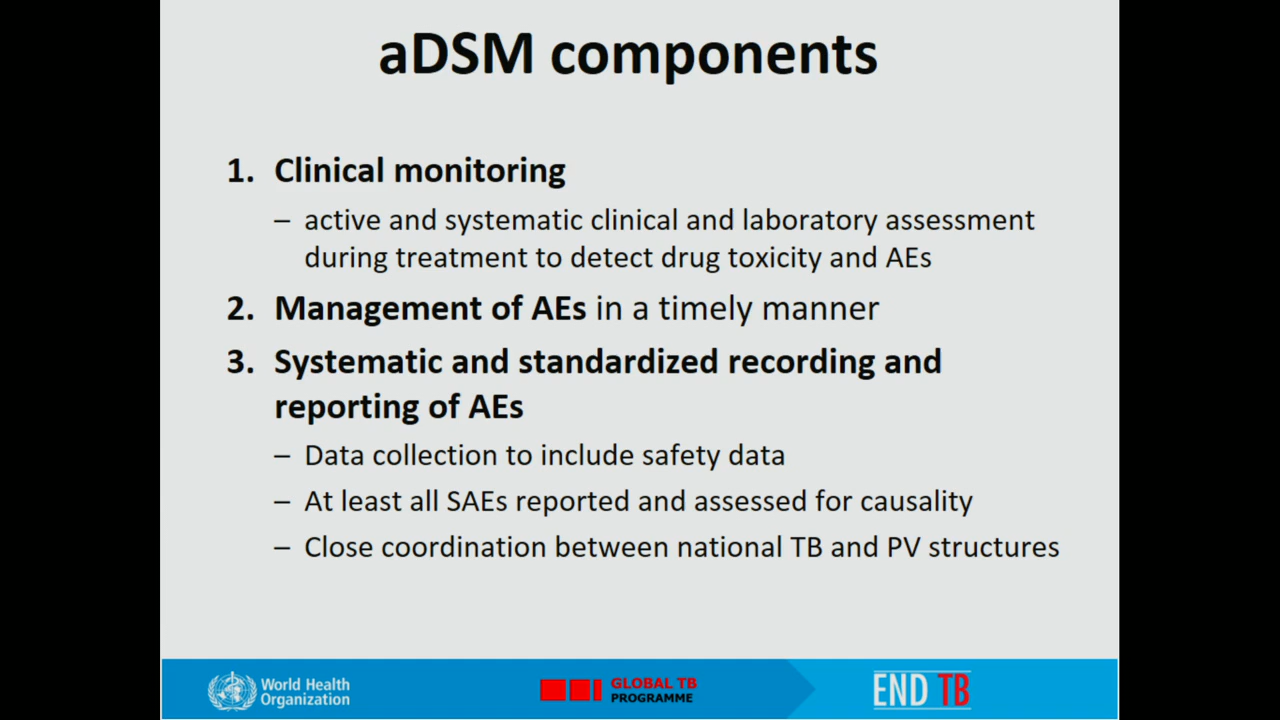 aDSM components
1. Clinical monitoring
– active and systematic clinical and laboratory assessment
during treatment to detect drug toxicity and AEs
2. Management of AEs in a timely manner
3. Systematic and standardized recording and
reporting of AEs
– Data collection to include safety data
– At least all SAEs reported and assessed for causality
– Close coordination between national TB and PV structures
World Health
Organization
GLOBAL TB
PROGRAMME
END TB